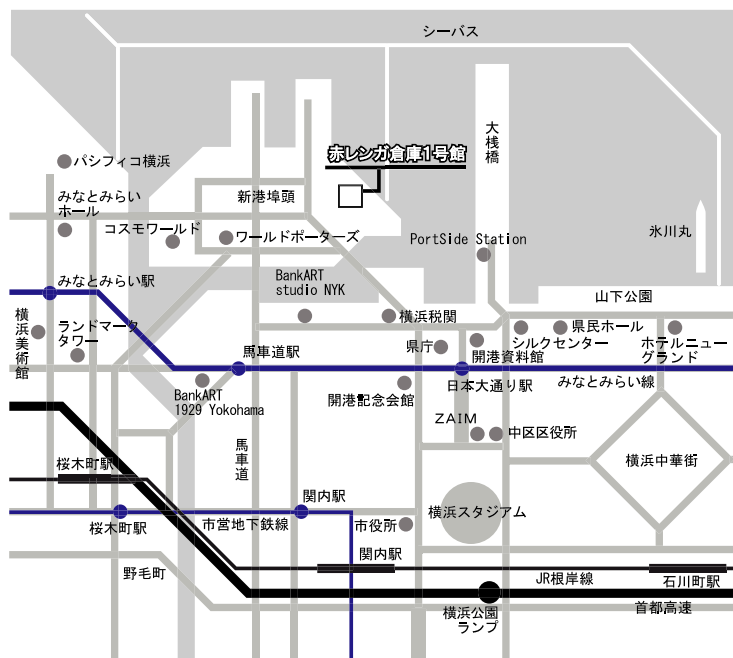 シーバス
大桟橋
赤レンガ倉庫1号館
パシフィコ横浜
みなとみらい
ホール
新港埠頭
コスモワールド
ワールドポーターズ
PortSide Station
氷川丸
みなとみらい駅
BankART
studio NYK
山下公園
横浜美術館
ランドマーク
タワー
横浜税関
県庁
開港資料館
シルクセンター
県民ホール
ホテルニュー
グランド
馬車道駅
日本大通り駅
みなとみらい線
BankART
1929 Yokohama
開港記念会館
ZAIM
中区区役所
馬車道
横浜中華街
桜木町駅
関内駅
桜木町駅
市営地下鉄線
市役所
横浜スタジアム
関内駅
野毛町
JR根岸線
石川町駅
横浜公園
ランプ
首都高速